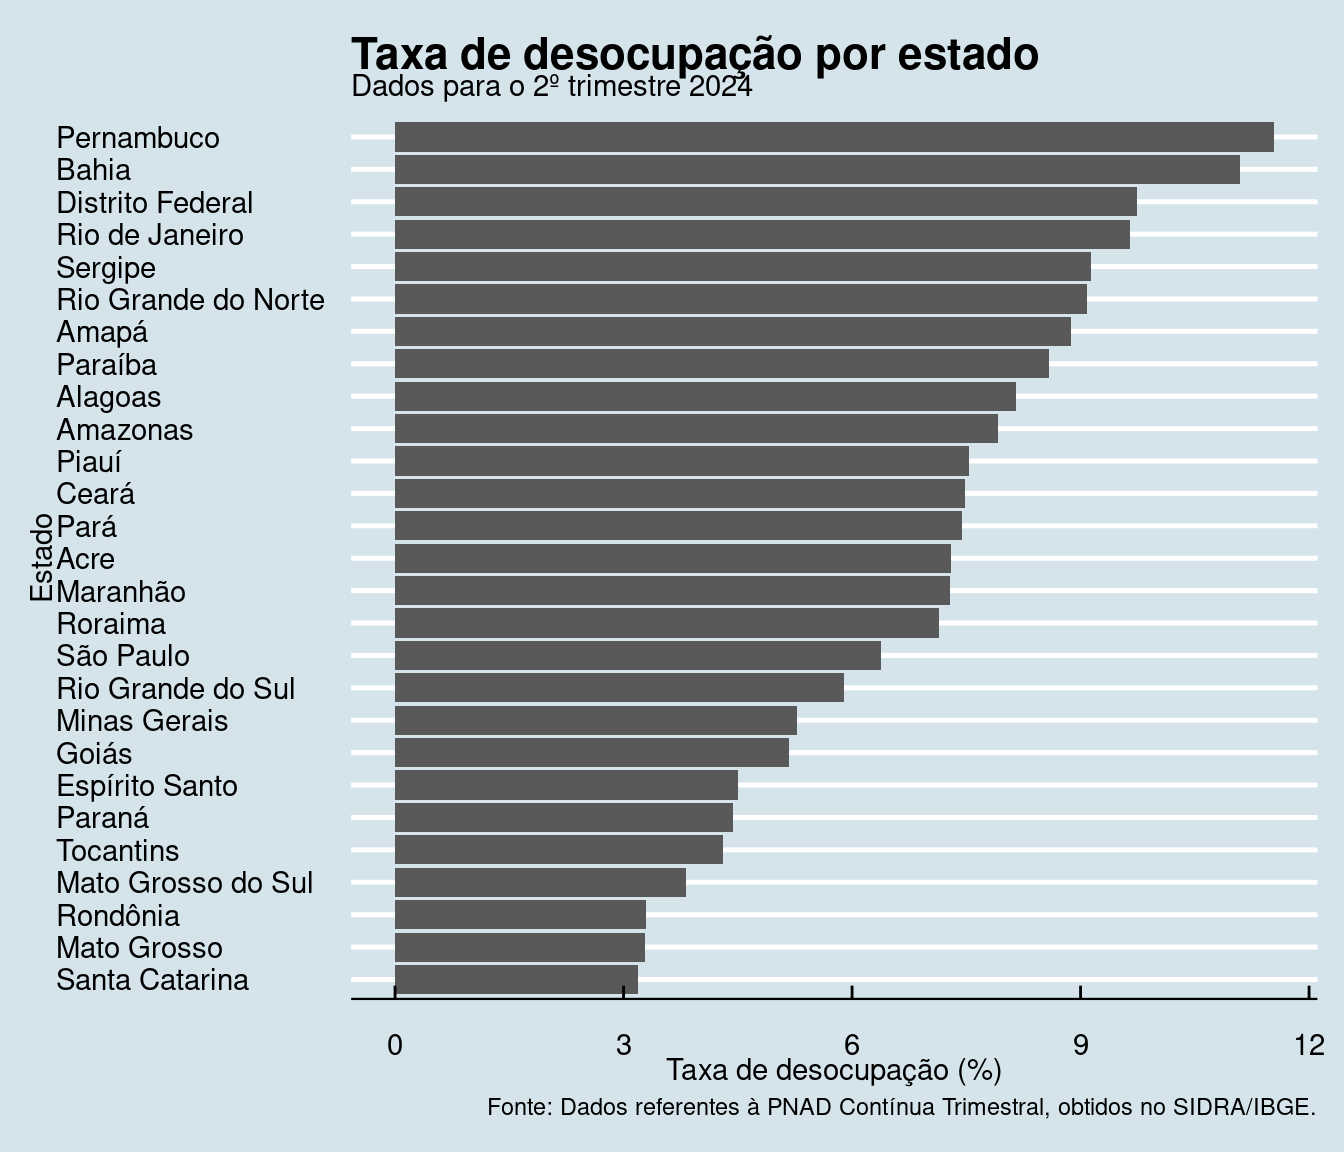 Taxa de desocupação por estado
Dados para o 2º trimestre 2024
Estado
Pernambuco
Bahia
Distrito Federal
Rio de Janeiro
Sergipe
Rio Grande do Norte
Amapá
Paraíba
Alagoas
Amazonas
Piauí
Ceará
Pará
Acre
Maranhão
Roraima
São Paulo
Rio Grande do Sul
Minas Gerais
Goiás
Espírito Santo
Paraná
Tocantins
Mato Grosso do Sul
Rondônia
Mato Grosso
Santa Catarina
0 3 6 9 12
Taxa de desocupação (%)
Fonte: Dados referentes à PNAD Contínua Trimestral, obtidos no SIDRA/IBGE.